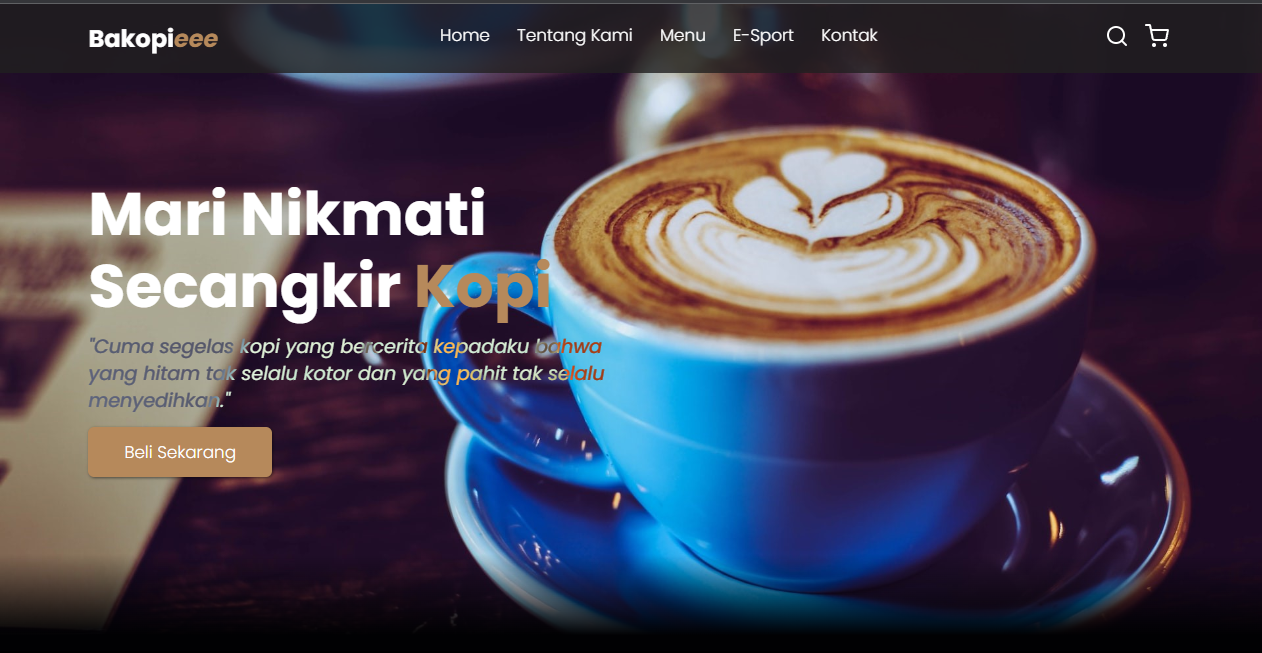 Bakopieee
Home Tentang Kami Menu E-Sport Kontak
Mari Nikmati
Secangkir Kopi
"Cuma segelas kopi yang bercerita kepadaku bahwa
yang hitam tak selalu kotor dan yang pahit tak selalu
menyedihkan."
Beli Sekarang